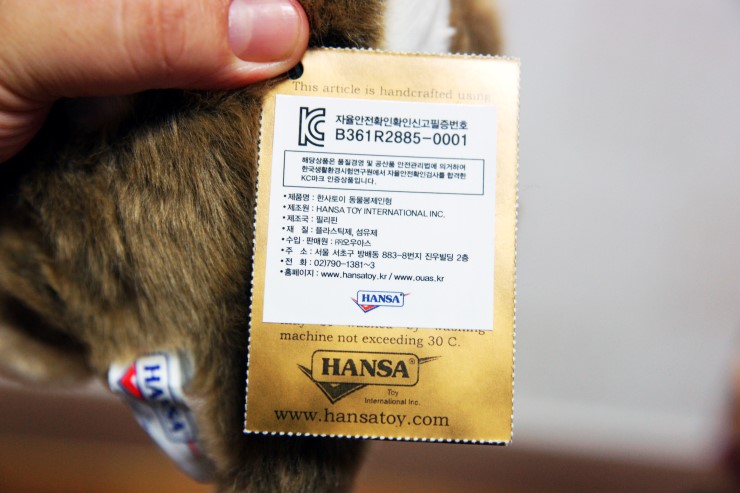 This article is handcrafted using
자율안전확인확인신고필증번호
B361R2885-0001
해당상품은 품질경영 및 공산품 안전관리법에 의거하여
한국생활환경시험연구원에서 자율안전확인검사를 합격한
KC마크 인증상품입니다.
• 제품명 : 한사토이 동물봉제인형
• 제조원 : HANSA TOY INTERNATIONAL INC.
• 제조국 : 필리핀
• 재 질 : 플라스틱제, 섬유제
• 수입 · 판매원 : ㈜오우아스
• 주 소 : 서울 서초구 방배동 883-8번지 진우빌딩 2층
• 전 화 : 02)790-1381~3
• 홈페이지 : www.hansatoy.kr / www.ouas.kr
HANSA
machine not exceeding 30 C.
HANSA®
Toy
International Inc.
www.hansatoy.com
HANSA